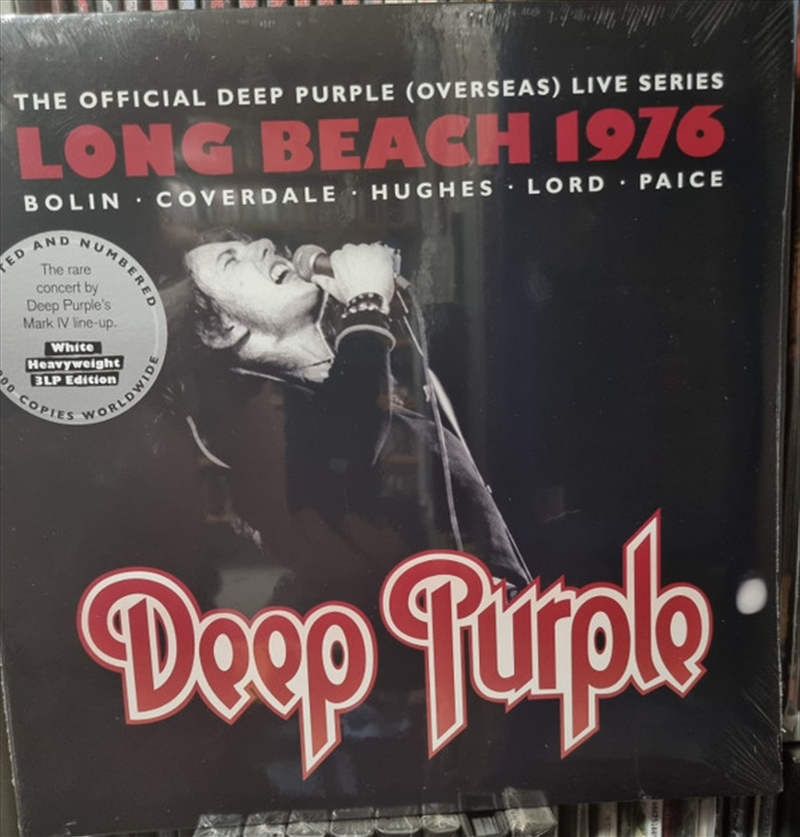 THE OFFICIAL DEEP PURPLE (OVERSEAS) LIVE SERIES
LONG BEACH 1976
BOLIN · COVERDALE · HUGHES · LORD · PAICE
AND NUMBERED
The rare
concert by
Deep Purple's
Mark IV line-up.
White
Heavyweight
3LP Edition
COPIES WORLDWIDE
Deep Purple